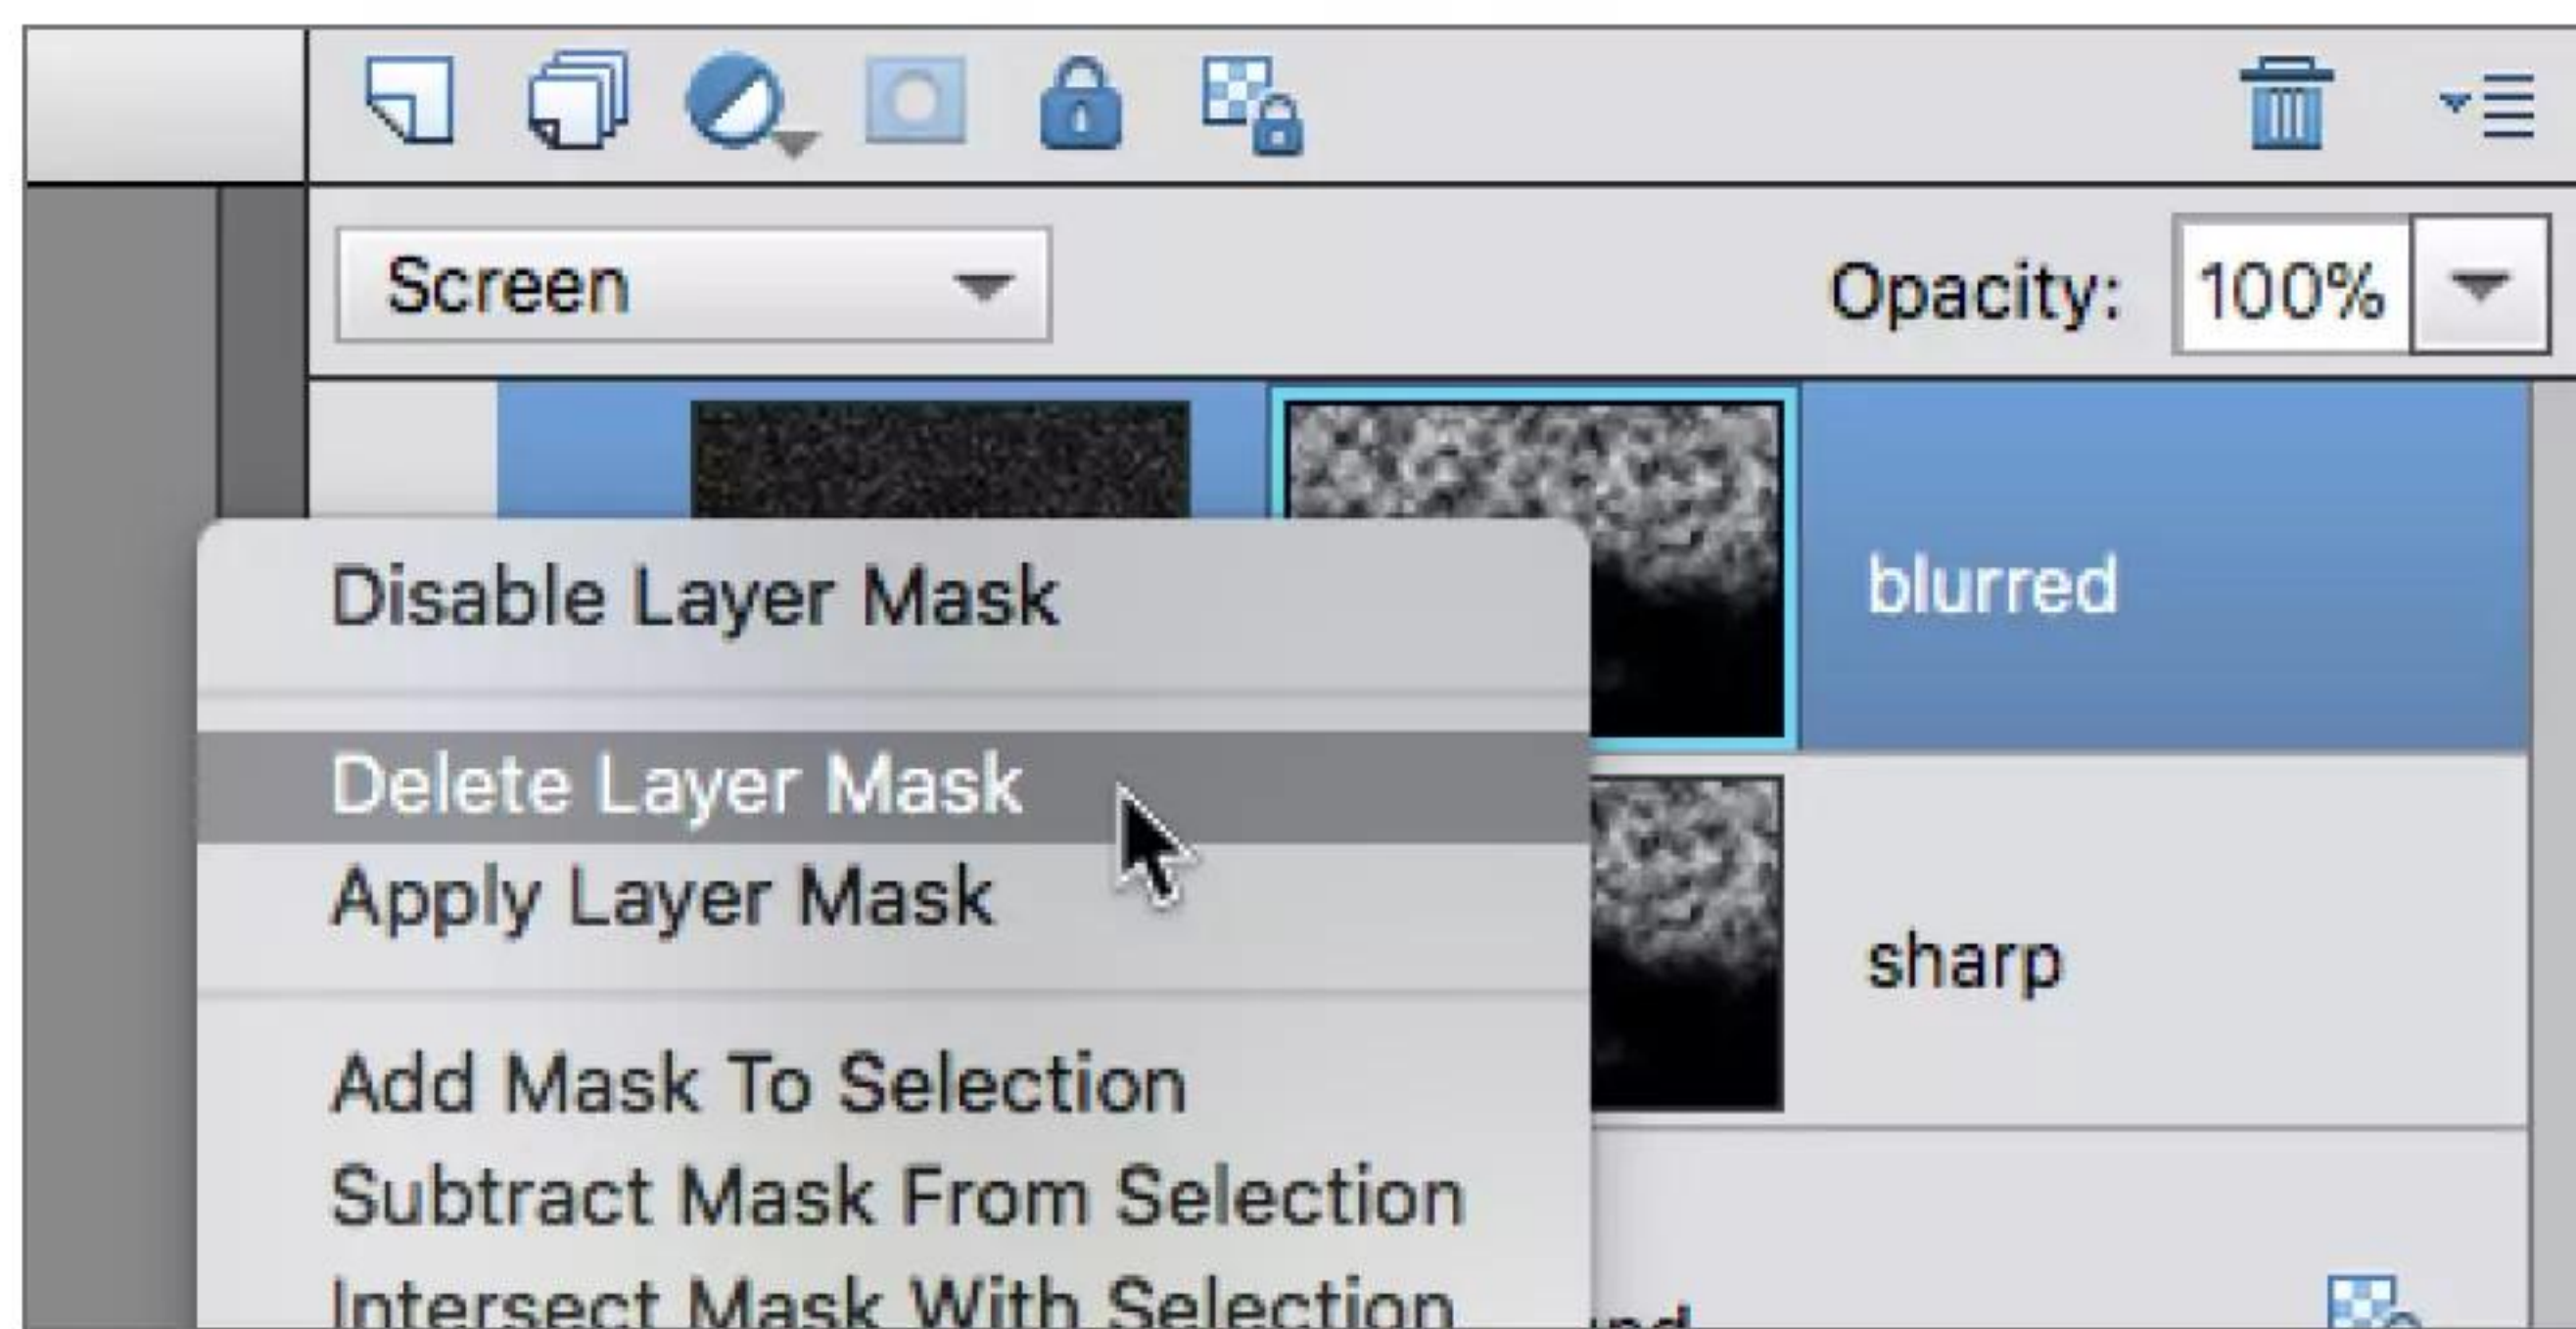 Screen
Opacity: 100%
blurred
Disable Layer Mask
Delete Layer Mask
Apply Layer Mask
sharp
Add Mask To Selection
Subtract Mask From Selection
Intersect Mask With Selection